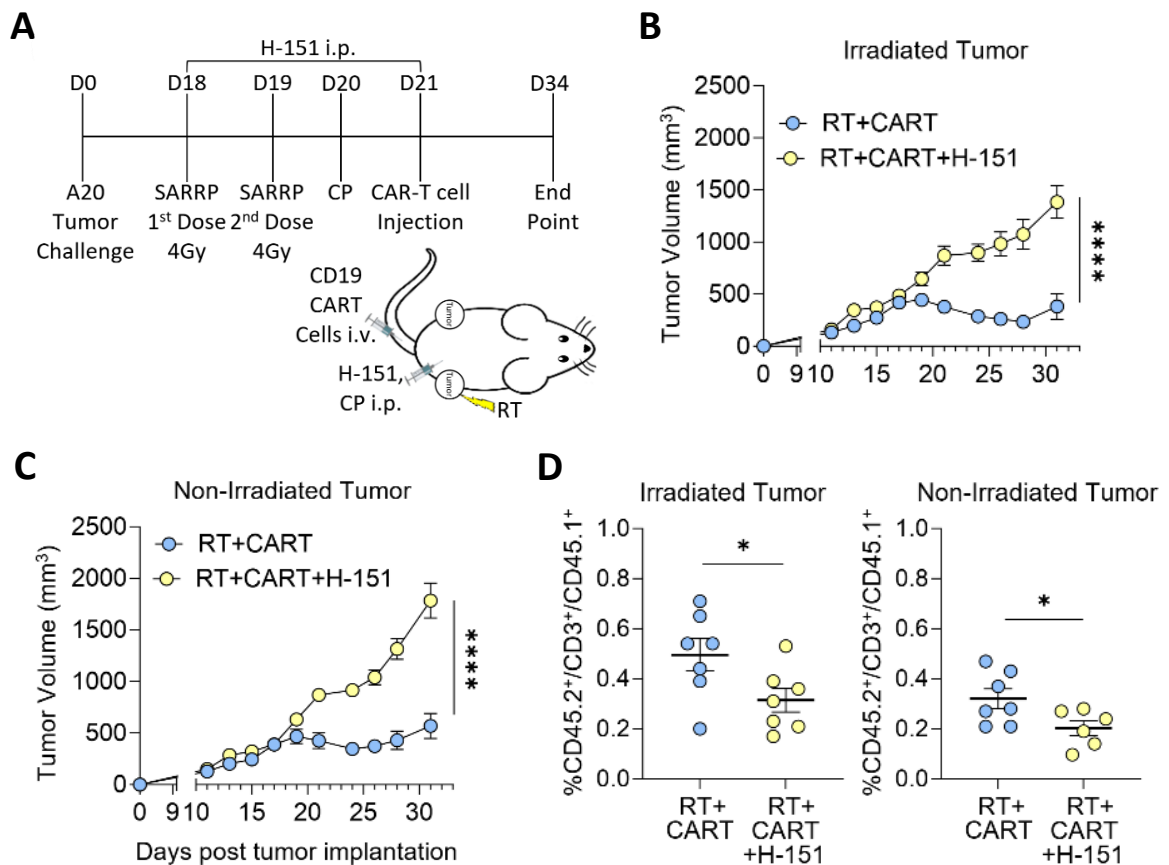 A
H-151 i.p.
D0 D18 D19 D20 D21 D34
A20 SARRP SARRP CP CAR-T cell End
Tumor 1st Dose 2nd Dose Injection Point
Challenge 4Gy 4Gy
CD19
CART
Cells i.v.
Tumor
H-151,
CP i.p.
Tumor
RT
B
Irradiated Tumor
Tumor Volume (mm³)
2500
2000
1500
1000
500
0
RT+CART
RT+CART+H-151
****
0 9 10 15 20 25 30
C
Non-Irradiated Tumor
Tumor Volume (mm³)
2500
2000
1500
1000
500
0
RT+CART
RT+CART+H-151
****
0 9 10 15 20 25 30
Days post tumor implantation
D
Irradiated Tumor
%CD45.2⁺/CD3⁺/CD45.1⁺
1.0
0.8
0.6
0.4
0.2
0.0
*
RT+ RT+
CART CART
+H-151
Non-Irradiated Tumor
%CD45.2⁺/CD3⁺/CD45.1⁺
1.0
0.8
0.6
0.4
0.2
0.0
*
RT+ RT+
CART CART
+H-151